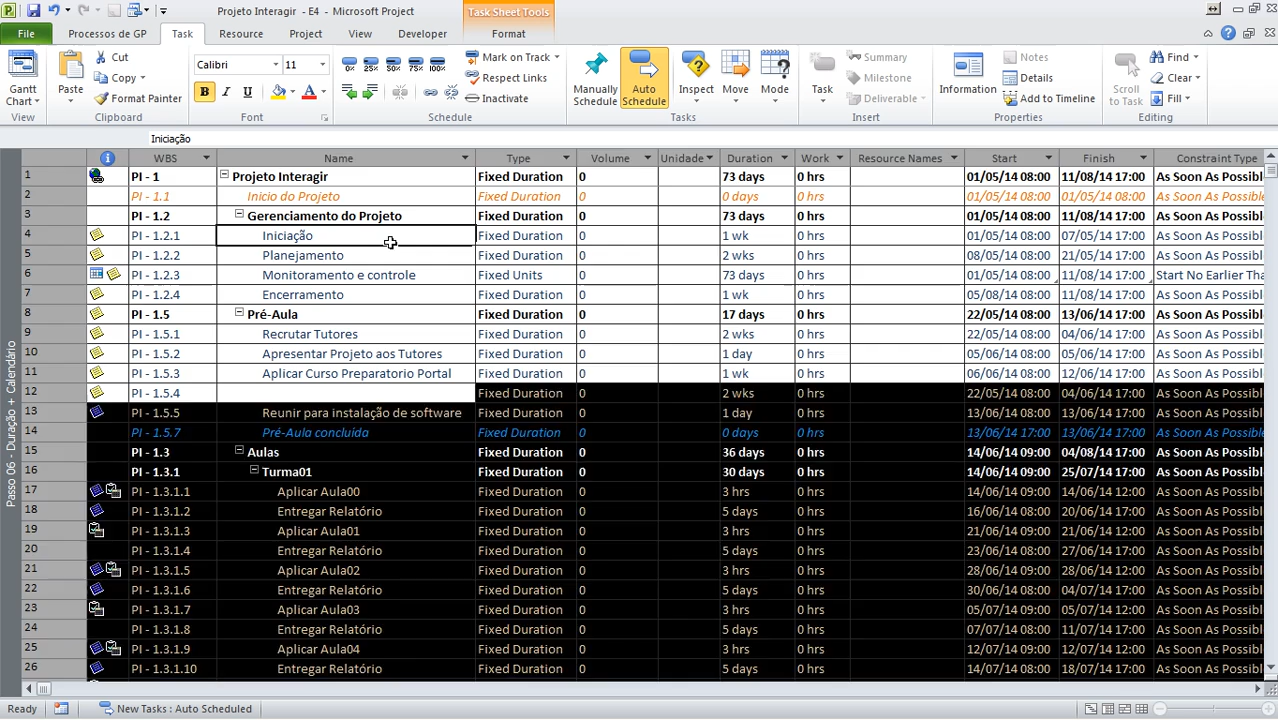 Projeto Interagir - E4 - Microsoft Project
Task Sheet Tools
File Processos de GP Task Resource Project View Developer Format
Gantt Chart
View
Paste
Cut
Copy
Format Painter
Clipboard
Calibri 11
B I U A
Font
0% 25% 50% 75% 100%
Mark on Track
Respect Links
Inactivate
Schedule
Manually Schedule
Auto Schedule
Inspect
Move
Mode
Tasks
Task
Summary
Milestone
Deliverable
Insert
Information
Notes
Details
Add to Timeline
Properties
Scroll to Task
Find
Clear
Fill
Editing
Iniciação
WBS Name Type Volume Unidade Duration Work Resource Names Start Finish Constraint Type
1 PI - 1 Projeto Interagir Fixed Duration 0 73 days 0 hrs 01/05/14 08:00 11/08/14 17:00 As Soon As Possibl
2 PI - 1.1 Inicio do Projeto Fixed Duration 0 0 days 0 hrs 01/05/14 08:00 01/05/14 08:00 As Soon As Possibl
3 PI - 1.2 Gerenciamento do Projeto Fixed Duration 0 73 days 0 hrs 01/05/14 08:00 11/08/14 17:00 As Soon As Possibl
4 PI - 1.2.1 Iniciação Fixed Duration 0 1 wk 0 hrs 01/05/14 08:00 07/05/14 17:00 As Soon As Possibl
5 PI - 1.2.2 Planejamento Fixed Duration 0 2 wks 0 hrs 08/05/14 08:00 21/05/14 17:00 As Soon As Possibl
6 PI - 1.2.3 Monitoramento e controle Fixed Units 0 73 days 0 hrs 01/05/14 08:00 11/08/14 17:00 Start No Earlier Tha
7 PI - 1.2.4 Encerramento Fixed Duration 0 1 wk 0 hrs 05/08/14 08:00 11/08/14 17:00 As Soon As Possibl
8 PI - 1.5 Pré-Aula Fixed Duration 0 17 days 0 hrs 22/05/14 08:00 13/06/14 17:00 As Soon As Possibl
9 PI - 1.5.1 Recrutar Tutores Fixed Duration 0 2 wks 0 hrs 22/05/14 08:00 04/06/14 17:00 As Soon As Possibl
10 PI - 1.5.2 Apresentar Projeto aos Tutores Fixed Duration 0 1 day 0 hrs 05/06/14 08:00 05/06/14 17:00 As Soon As Possibl
11 PI - 1.5.3 Aplicar Curso Preparatorio Portal Fixed Duration 0 1 wk 0 hrs 06/06/14 08:00 12/06/14 17:00 As Soon As Possibl
12 PI - 1.5.4 Fixed Duration 0 2 wks 0 hrs 22/05/14 08:00 04/06/14 17:00 As Soon As Possibl
13 PI - 1.5.5 Reunir para instalação de software Fixed Duration 0 1 day 0 hrs 13/06/14 08:00 13/06/14 17:00 As Soon As Possibl
14 PI - 1.5.7 Pré-Aula concluída Fixed Duration 0 0 days 0 hrs 13/06/14 17:00 13/06/14 17:00 As Soon As Possibl
15 PI - 1.3 Aulas Fixed Duration 0 36 days 0 hrs 14/06/14 09:00 04/08/14 17:00 As Soon As Possibl
16 PI - 1.3.1 Turma01 Fixed Duration 0 30 days 0 hrs 14/06/14 09:00 25/07/14 17:00 As Soon As Possibl
17 PI - 1.3.1.1 Aplicar Aula00 Fixed Duration 0 3 hrs 0 hrs 14/06/14 09:00 14/06/14 12:00 As Soon As Possibl
18 PI - 1.3.1.2 Entregar Relatório Fixed Duration 0 5 days 0 hrs 16/06/14 08:00 20/06/14 17:00 As Soon As Possibl
19 PI - 1.3.1.3 Aplicar Aula01 Fixed Duration 0 3 hrs 0 hrs 21/06/14 09:00 21/06/14 12:00 As Soon As Possibl
20 PI - 1.3.1.4 Entregar Relatório Fixed Duration 0 5 days 0 hrs 23/06/14 08:00 27/06/14 17:00 As Soon As Possibl
21 PI - 1.3.1.5 Aplicar Aula02 Fixed Duration 0 3 hrs 0 hrs 28/06/14 09:00 28/06/14 12:00 As Soon As Possibl
22 PI - 1.3.1.6 Entregar Relatório Fixed Duration 0 5 days 0 hrs 30/06/14 08:00 04/07/14 17:00 As Soon As Possibl
23 PI - 1.3.1.7 Aplicar Aula03 Fixed Duration 0 3 hrs 0 hrs 05/07/14 09:00 05/07/14 12:00 As Soon As Possibl
24 PI - 1.3.1.8 Entregar Relatório Fixed Duration 0 5 days 0 hrs 07/07/14 08:00 11/07/14 17:00 As Soon As Possibl
25 PI - 1.3.1.9 Aplicar Aula04 Fixed Duration 0 3 hrs 0 hrs 12/07/14 09:00 12/07/14 12:00 As Soon As Possibl
26 PI - 1.3.1.10 Entregar Relatório Fixed Duration 0 5 days 0 hrs 14/07/14 08:00 18/07/14 17:00 As Soon As Possibl
Passo 06 - Duração + Calendário
Ready New Tasks : Auto Scheduled